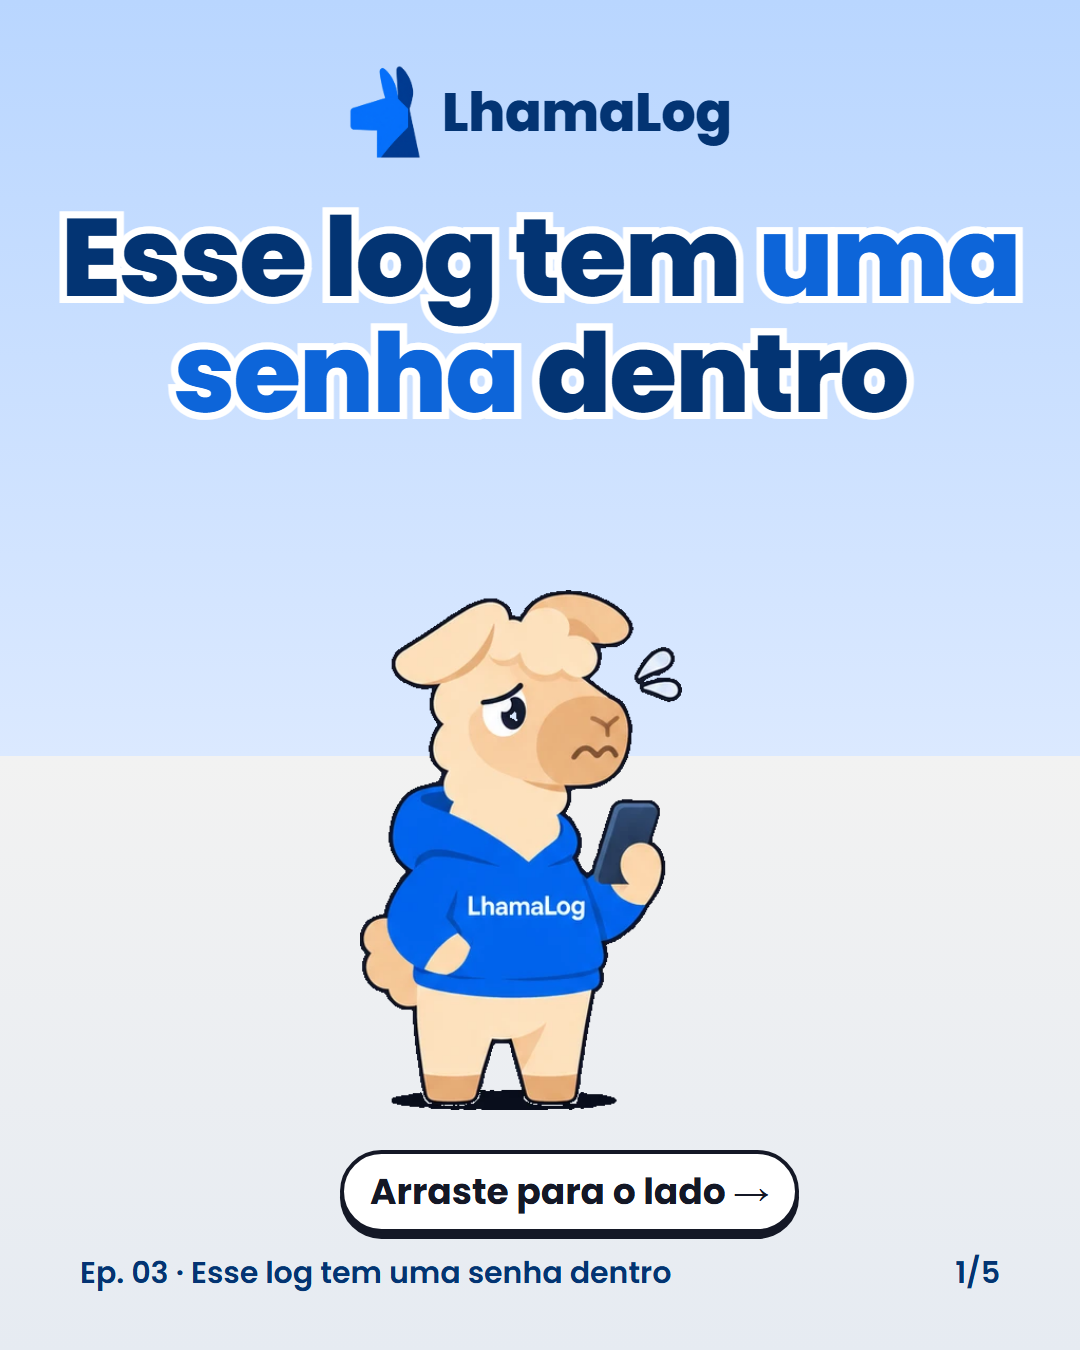 LhamaLog
Esse log tem uma
senha dentro
LhamaLog
Arraste para o lado →
Ep. 03 · Esse log tem uma senha dentro
1/5